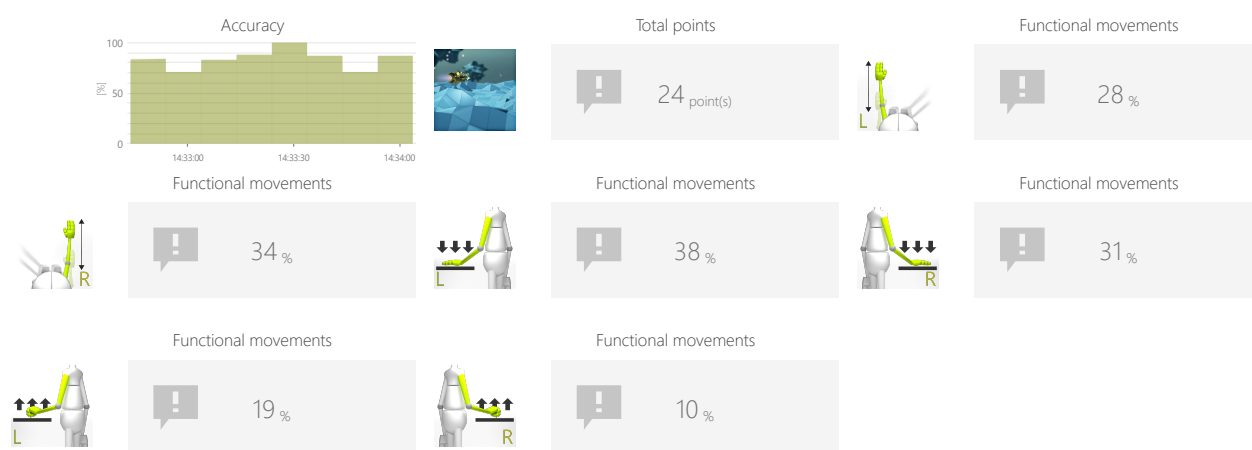 Accuracy
Total points
Functional movements
100
[%]
50
0
14:33:00
14:33:30
14:34:00
24 point(s)
L
28 %
Functional movements
Functional movements
Functional movements
R
34 %
L
38 %
R
31 %
Functional movements
Functional movements
L
19 %
R
10 %